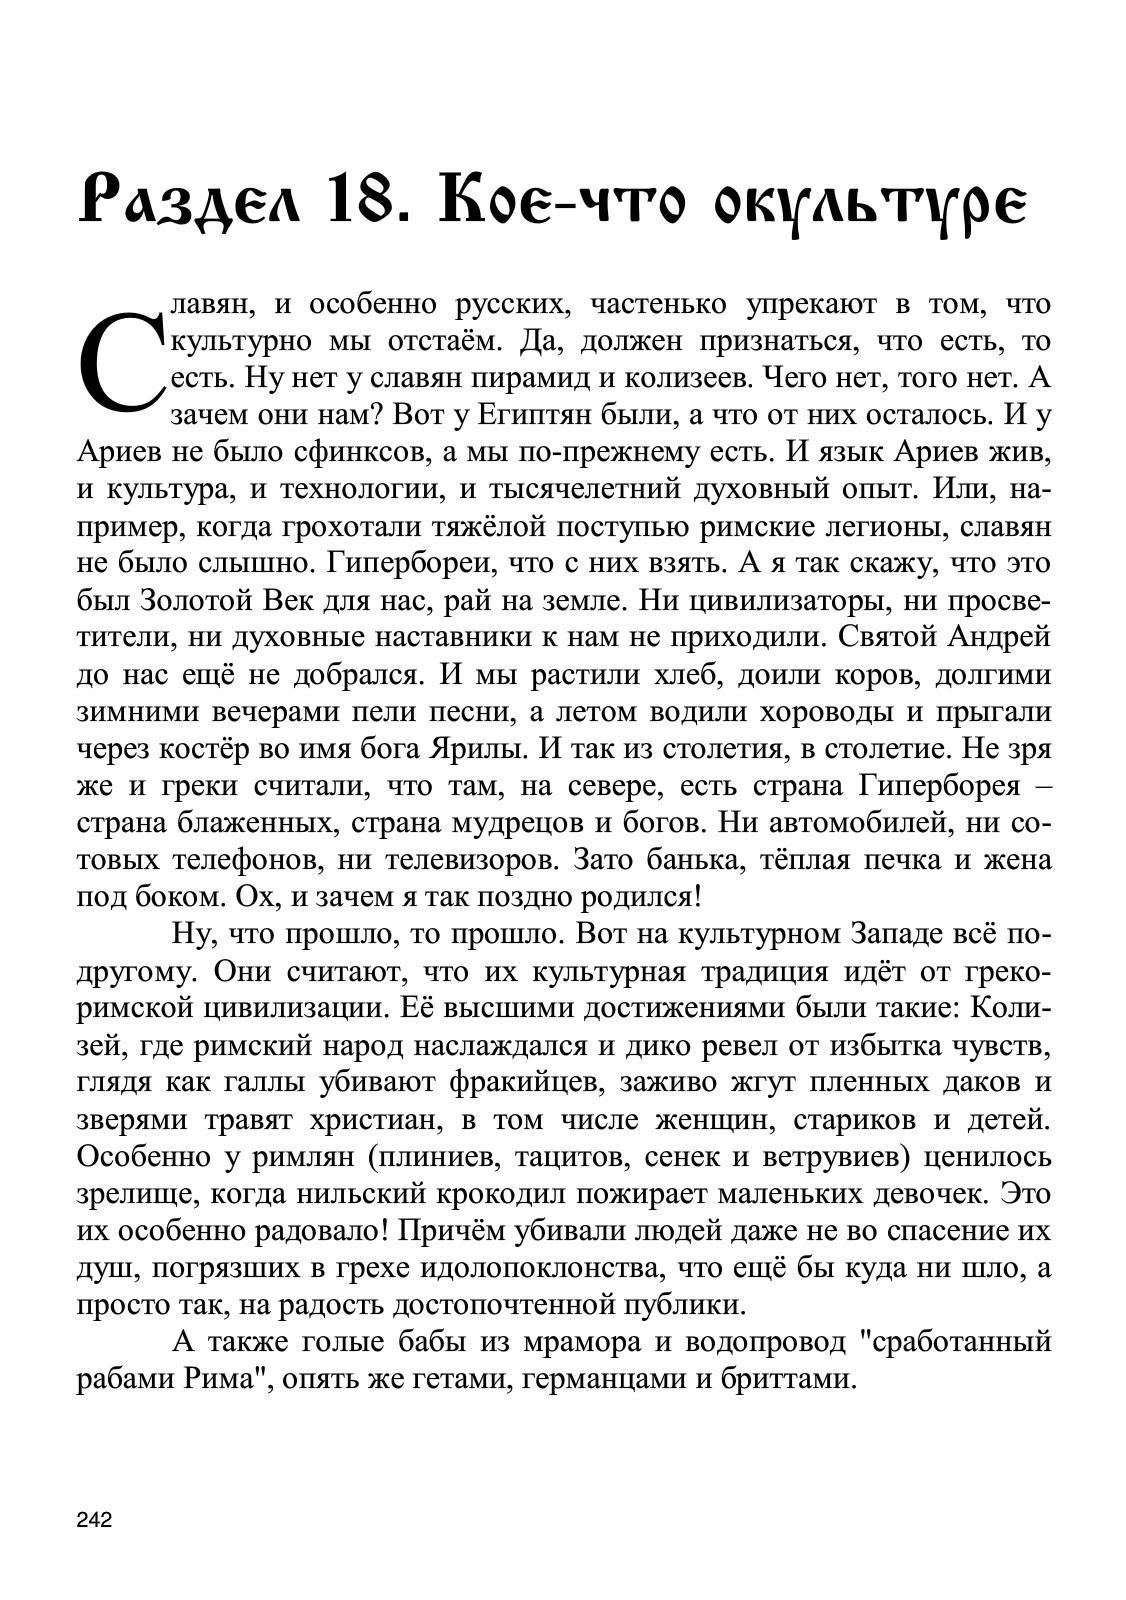 Раздел 18. Кое-что окультуре
Славян, и особенно русских, частенько упрекают в том, что
культурно мы отстаём. Да, должен признаться, что есть, то
есть. Ну нет у славян пирамид и колизеев. Чего нет, того нет. А
зачем они нам? Вот у Египтян были, а что от них осталось. И у
Ариев не было сфинксов, а мы по-прежнему есть. И язык Ариев жив,
и культура, и технологии, и тысячелетний духовный опыт. Или, на-
пример, когда грохотали тяжёлой поступью римские легионы, славян
не было слышно. Гипербореи, что с них взять. А я так скажу, что это
был Золотой Век для нас, рай на земле. Ни цивилизаторы, ни просве-
тители, ни духовные наставники к нам не приходили. Святой Андрей
до нас ещё не добрался. И мы растили хлеб, доили коров, долгими
зимними вечерами пели песни, а летом водили хороводы и прыгали
через костёр во имя бога Ярилы. И так из столетия, в столетие. Не зря
же и греки считали, что там, на севере, есть страна Гиперборея –
страна блаженных, страна мудрецов и богов. Ни автомобилей, ни со-
товых телефонов, ни телевизоров. Зато банька, тёплая печка и жена
под боком. Ох, и зачем я так поздно родился!
Ну, что прошло, то прошло. Вот на культурном Западе всё по-
другому. Они считают, что их культурная традиция идёт от греко-
римской цивилизации. Её высшими достижениями были такие: Коли-
зей, где римский народ наслаждался и дико ревел от избытка чувств,
глядя как галлы убивают фракийцев, заживо жгут пленных даков и
зверями травят христиан, в том числе женщин, стариков и детей.
Особенно у римлян (плиниев, тацитов, сенек и ветрувиев) ценилось
зрелище, когда нильский крокодил пожирает маленьких девочек. Это
их особенно радовало! Причём убивали людей даже не во спасение их
душ, погрязших в грехе идолопоклонства, что ещё бы куда ни шло, а
просто так, на радость достопочтенной публики.
А также голые бабы из мрамора и водопровод "сработанный
рабами Рима", опять же гетами, германцами и бриттами.
242